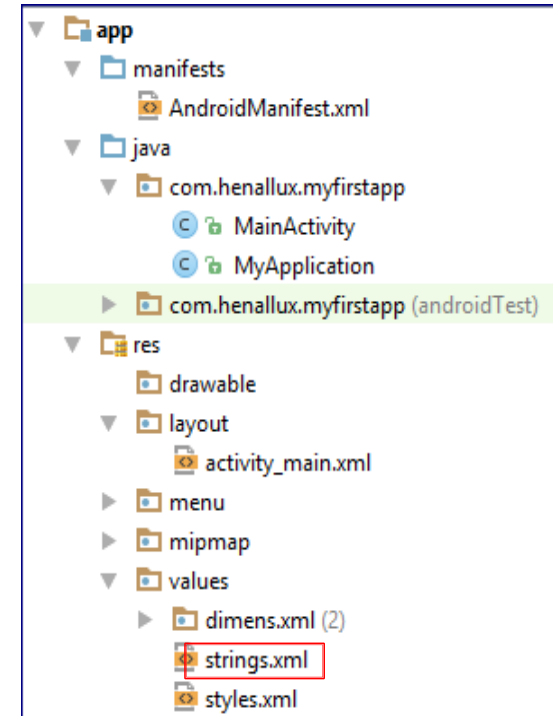 app
manifests
AndroidManifest.xml
java
com.henallux.myfirstapp
C MainActivity
C MyApplication
com.henallux.myfirstapp (androidTest)
res
drawable
layout
activity_main.xml
menu
mipmap
values
dimens.xml (2)
strings.xml
styles.xml